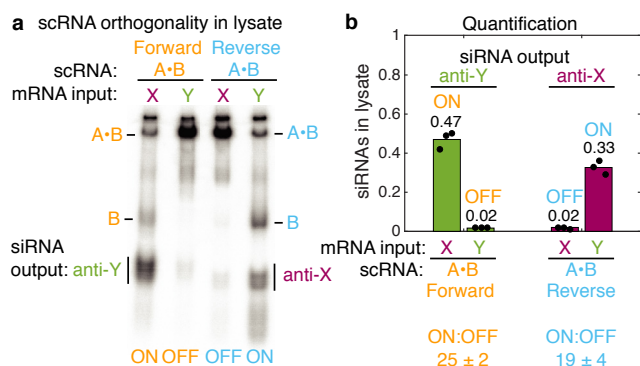 a scRNA orthogonality in lysate
Forward Reverse
scRNA: A•B A•B
mRNA input: X Y X Y
A•B A•B
B B
siRNA
output: anti-Y anti-X
ON OFF OFF ON
b Quantification
siRNA output
anti-Y anti-X
siRNAs in lysate
1
0.8
0.6
0.4
0.2
0
ON
0.47
OFF
0.02
ON
0.33
OFF
0.02
mRNA input: X Y X Y
scRNA: A•B A•B
Forward Reverse
ON:OFF ON:OFF
25 ± 2 19 ± 4